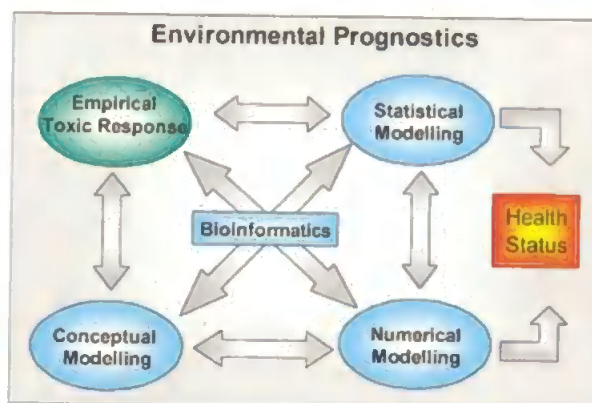 Environmental Prognostics
Empirical
Toxic Response
Statistical
Modelling
BioInformatics
Health
Status
Conceptual
Modelling
Numerical
Modelling